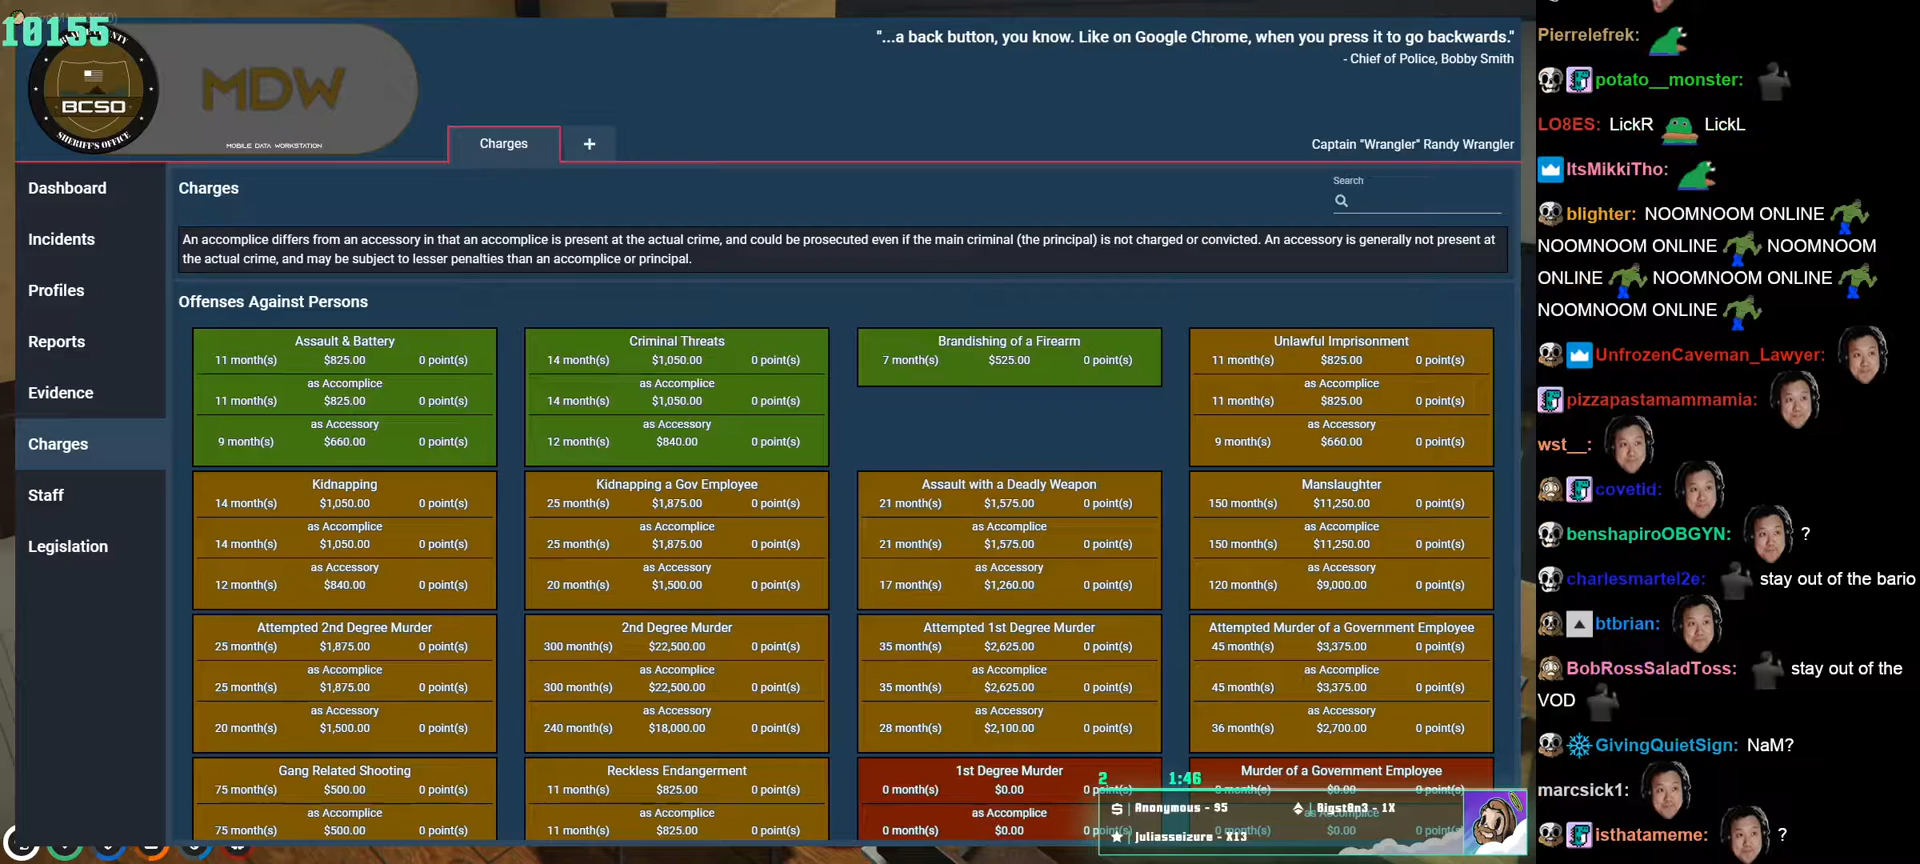 10155
BCSO
SHERIFF'S OFFICE
MDW
MOBILE DATA WORKSTATION
"...a back button, you know. Like on Google Chrome, when you press it to go backwards."
- Chief of Police, Bobby Smith
Charges +
Captain "Wrangler" Randy Wrangler
Dashboard
Incidents
Profiles
Reports
Evidence
Charges
Staff
Legislation
Charges
Search
An accomplice differs from an accessory in that an accomplice is present at the actual crime, and could be prosecuted even if the main criminal (the principal) is not charged or convicted. An accessory is generally not present at
the actual crime, and may be subject to lesser penalties than an accomplice or principal.
Offenses Against Persons
Assault & Battery
11 month(s) $825.00 0 point(s)
as Accomplice
11 month(s) $825.00 0 point(s)
as Accessory
9 month(s) $660.00 0 point(s)
Criminal Threats
14 month(s) $1,050.00 0 point(s)
as Accomplice
14 month(s) $1,050.00 0 point(s)
as Accessory
12 month(s) $840.00 0 point(s)
Brandishing of a Firearm
7 month(s) $525.00 0 point(s)
Unlawful Imprisonment
11 month(s) $825.00 0 point(s)
as Accomplice
11 month(s) $825.00 0 point(s)
as Accessory
9 month(s) $660.00 0 point(s)
Kidnapping
14 month(s) $1,050.00 0 point(s)
as Accomplice
14 month(s) $1,050.00 0 point(s)
as Accessory
12 month(s) $840.00 0 point(s)
Kidnapping a Gov Employee
25 month(s) $1,875.00 0 point(s)
as Accomplice
25 month(s) $1,875.00 0 point(s)
as Accessory
20 month(s) $1,500.00 0 point(s)
Assault with a Deadly Weapon
21 month(s) $1,575.00 0 point(s)
as Accomplice
21 month(s) $1,575.00 0 point(s)
as Accessory
17 month(s) $1,260.00 0 point(s)
Manslaughter
150 month(s) $11,250.00 0 point(s)
as Accomplice
150 month(s) $11,250.00 0 point(s)
as Accessory
120 month(s) $9,000.00 0 point(s)
Attempted 2nd Degree Murder
25 month(s) $1,875.00 0 point(s)
as Accomplice
25 month(s) $1,875.00 0 point(s)
as Accessory
20 month(s) $1,500.00 0 point(s)
2nd Degree Murder
300 month(s) $22,500.00 0 point(s)
as Accomplice
300 month(s) $22,500.00 0 point(s)
as Accessory
240 month(s) $18,000.00 0 point(s)
Attempted 1st Degree Murder
35 month(s) $2,625.00 0 point(s)
as Accomplice
35 month(s) $2,625.00 0 point(s)
as Accessory
28 month(s) $2,100.00 0 point(s)
Attempted Murder of a Government Employee
45 month(s) $3,375.00 0 point(s)
as Accomplice
45 month(s) $3,375.00 0 point(s)
as Accessory
36 month(s) $2,700.00 0 point(s)
Gang Related Shooting
75 month(s) $500.00 0 point(s)
as Accomplice
75 month(s) $500.00 0 point(s)
Reckless Endangerment
11 month(s) $825.00 0 point(s)
as Accomplice
11 month(s) $825.00 0 point(s)
1st Degree Murder
0 month(s) $0.00 0 point(s)
as Accomplice
0 month(s) $0.00 point(s)
Murder of a Government Employee
month(s) $0.00 0 point(s)
as Accomplice
0 month(s) $0.00 0 point(s)
2 1:46
$ | Anonymous - 95
| Bigst0n3 - 1X
| Juliasseizure - X13
Pierrelefrek:
potato__monster:
LO8ES: LickR LickL
ItsMikkiTho:
blighter: NOOMNOOM ONLINE
NOOMNOOM ONLINE NOOMNOOM
ONLINE NOOMNOOM ONLINE
NOOMNOOM ONLINE
UnfrozenCaveman_Lawyer:
pizzapastamammamia:
wst__:
covetid:
benshapiroOBGYN: ?
charlesmartel2e: stay out of the bario
btbrian:
BobRossSaladToss: stay out of the
VOD
GivingQuietSign: NaM?
marcsick1:
isthatameme: ?